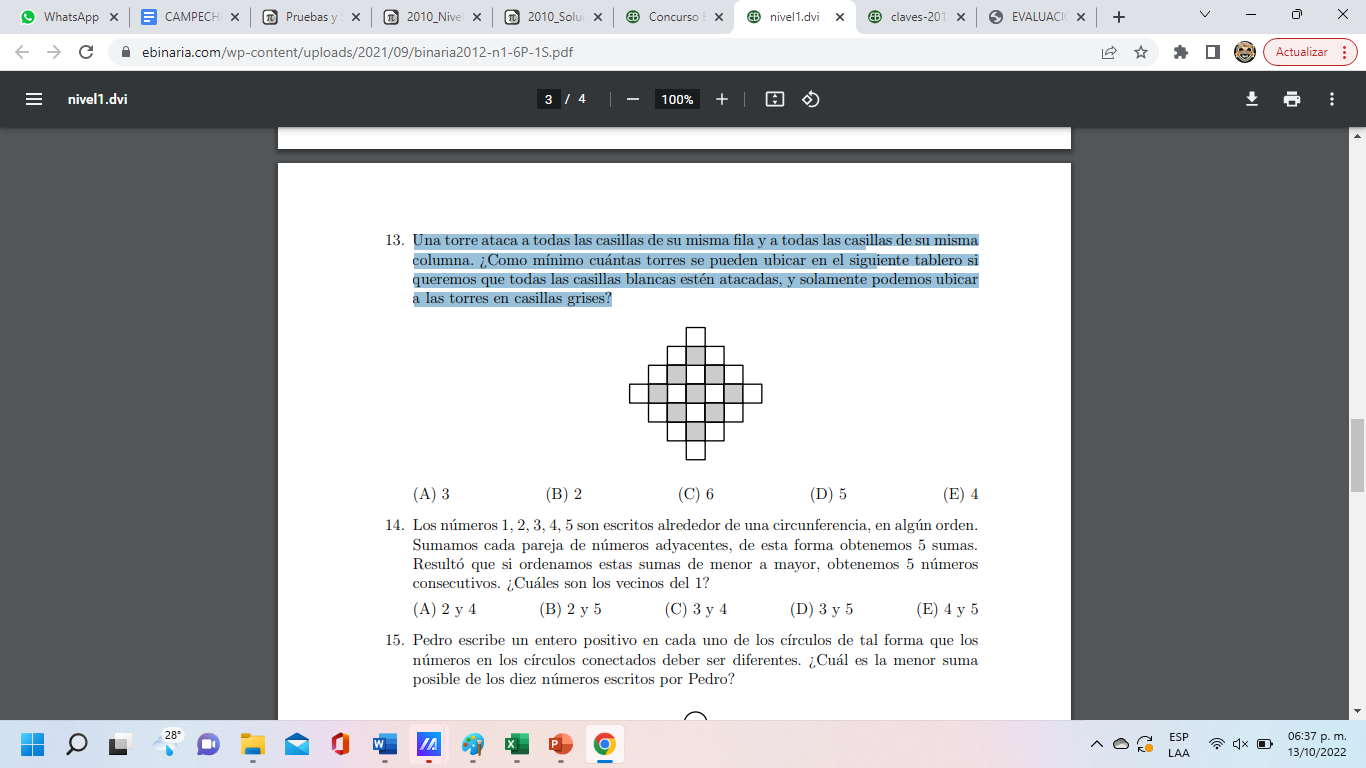 WhatsApp
CAMPECH
Pruebas y
2010_Nive
2010_Solu
Concurso
nivel1.dvi
claves-201
EVALUACI
ebinaria.com/wp-content/uploads/2021/09/binaria2012-n1-6P-1S.pdf
Actualizar
nivel1.dvi
3 / 4
100%
13. Una torre ataca a todas las casillas de su misma fila y a todas las casillas de su misma
columna. ¿Como mínimo cuántas torres se pueden ubicar en el siguiente tablero si
queremos que todas las casillas blancas estén atacadas, y solamente podemos ubicar
a las torres en casillas grises?
(A) 3 (B) 2 (C) 6 (D) 5 (E) 4
14. Los números 1, 2, 3, 4, 5 son escritos alrededor de una circunferencia, en algún orden.
Sumamos cada pareja de números adyacentes, de esta forma obtenemos 5 sumas.
Resultó que si ordenamos estas sumas de menor a mayor, obtenemos 5 números
consecutivos. ¿Cuáles son los vecinos del 1?
(A) 2 y 4 (B) 2 y 5 (C) 3 y 4 (D) 3 y 5 (E) 4 y 5
15. Pedro escribe un entero positivo en cada uno de los círculos de tal forma que los
números en los círculos conectados deber ser diferentes. ¿Cuál es la menor suma
posible de los diez números escritos por Pedro?
28°
ESP
LAA
06:37 p. m.
13/10/2022